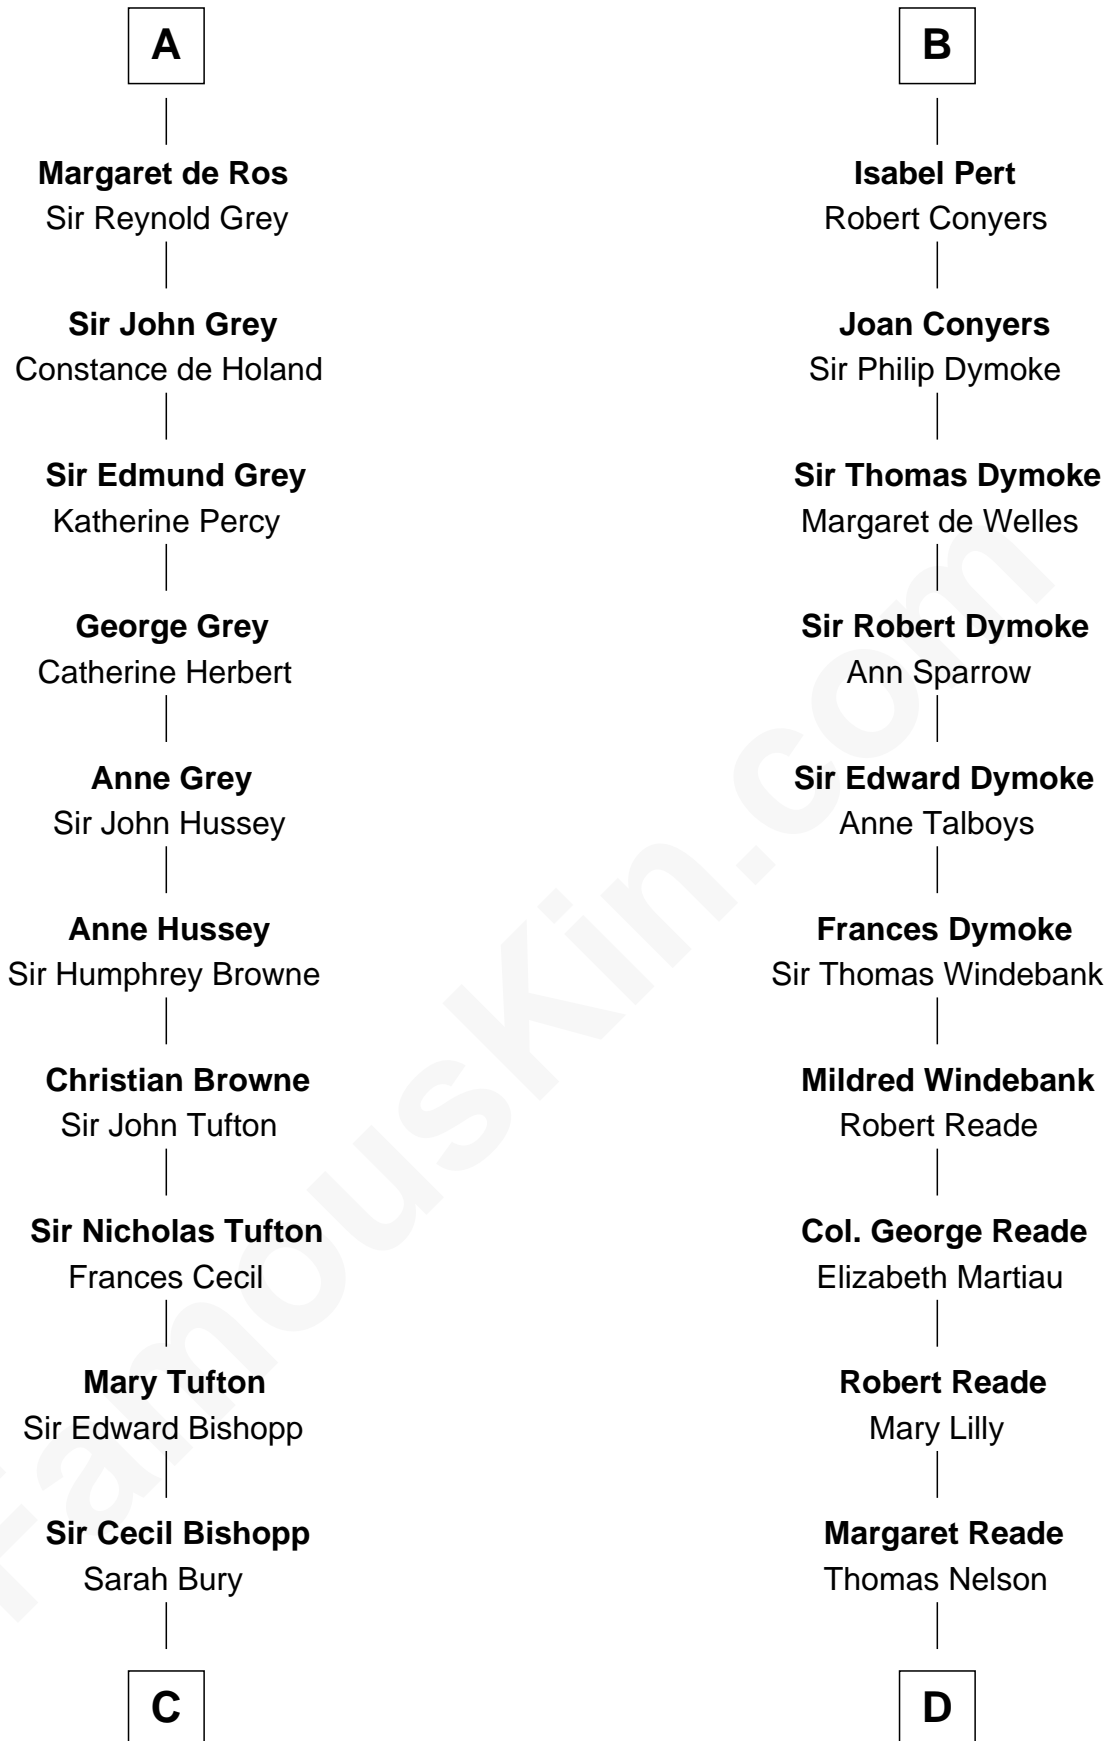 A
Margaret de Ros
Sir Reynold Grey
Sir John Grey
Constance de Holand
Sir Edmund Grey
Katherine Percy
George Grey
Catherine Herbert
Anne Grey
Sir John Hussey
Anne Hussey
Sir Humphrey Browne
Christian Browne
Sir John Tufton
Sir Nicholas Tufton
Frances Cecil
Mary Tufton
Sir Edward Bishopp
Sir Cecil Bishopp
Sarah Bury
C
B
Isabel Pert
Robert Conyers
Joan Conyers
Sir Philip Dymoke
Sir Thomas Dymoke
Margaret de Welles
Sir Robert Dymoke
Ann Sparrow
Sir Edward Dymoke
Anne Talboys
Frances Dymoke
Sir Thomas Windebank
Mildred Windebank
Robert Reade
Col. George Reade
Elizabeth Martiau
Robert Reade
Mary Lilly
Margaret Reade
Thomas Nelson
D
FamousKin.com